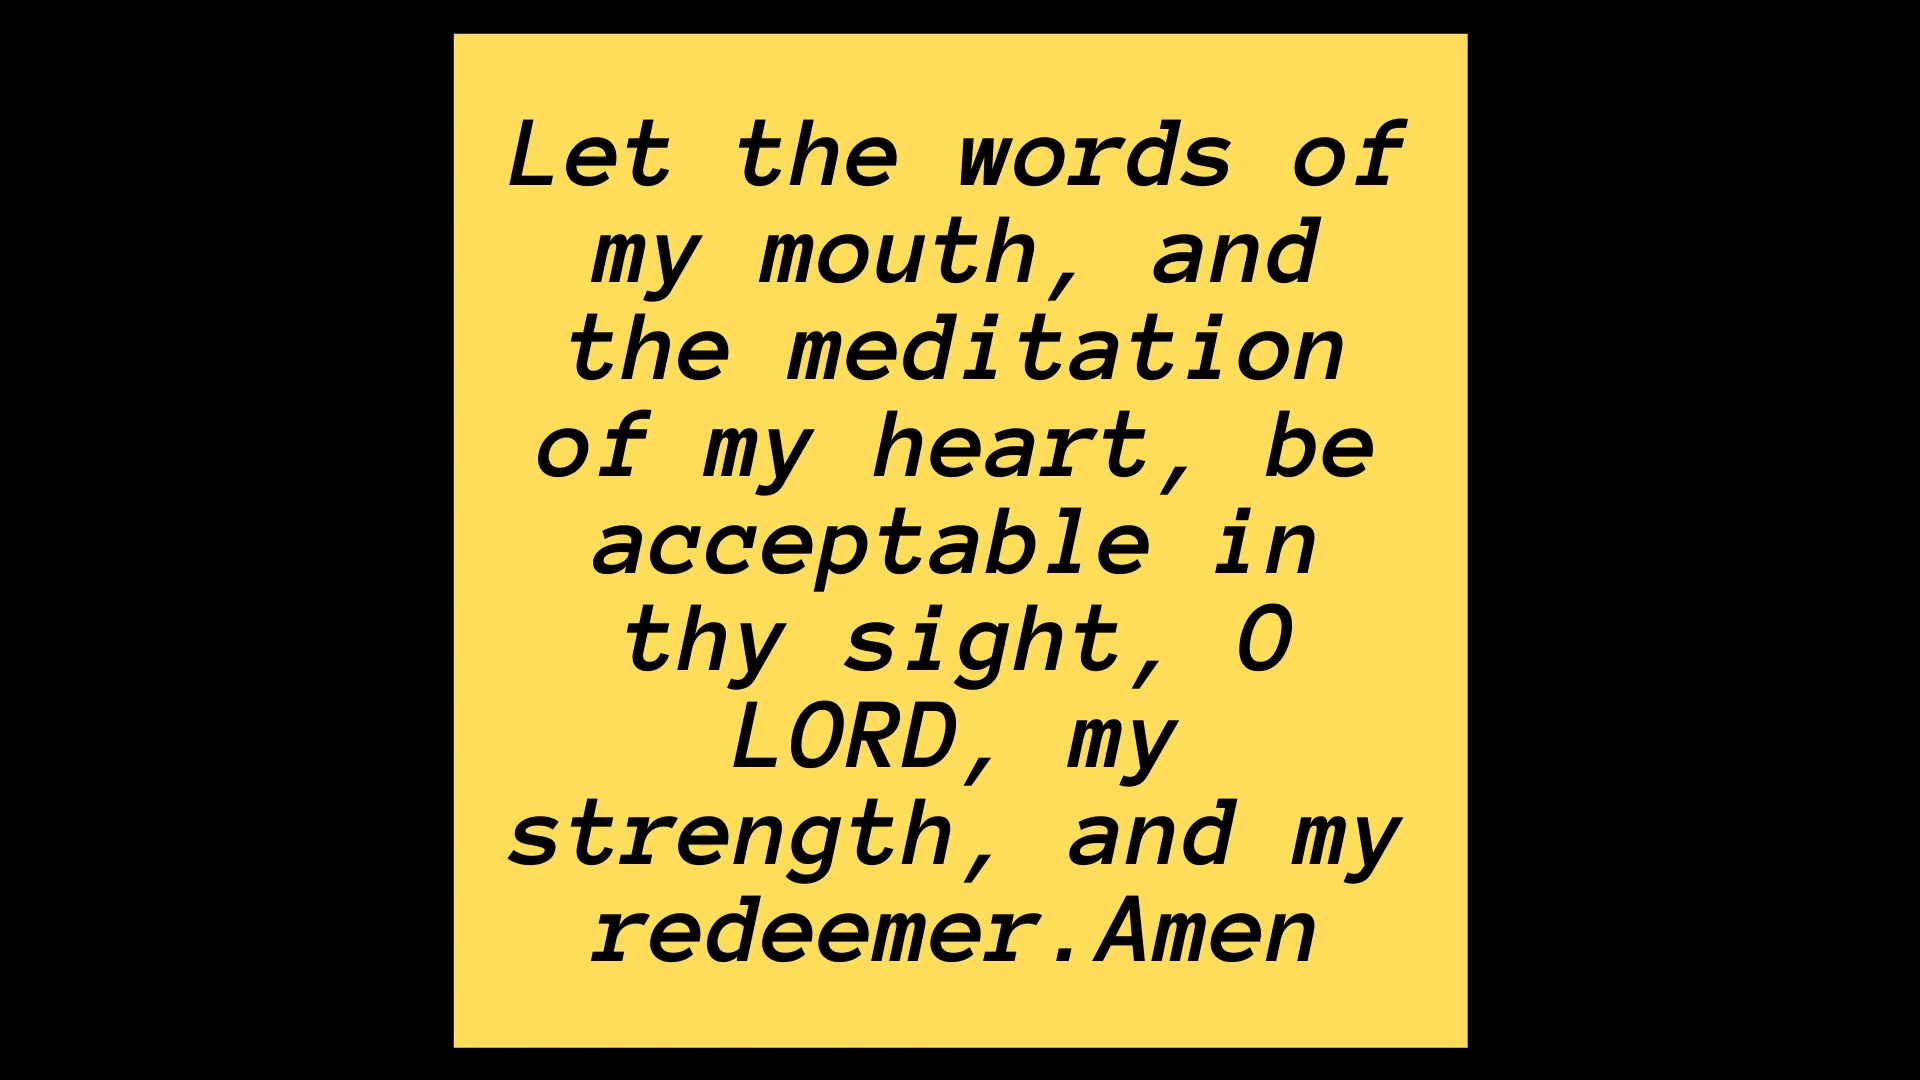 Let the words of
my mouth, and
the meditation
of my heart, be
acceptable in
thy sight, O
LORD, my
strength, and my
redeemer.Amen